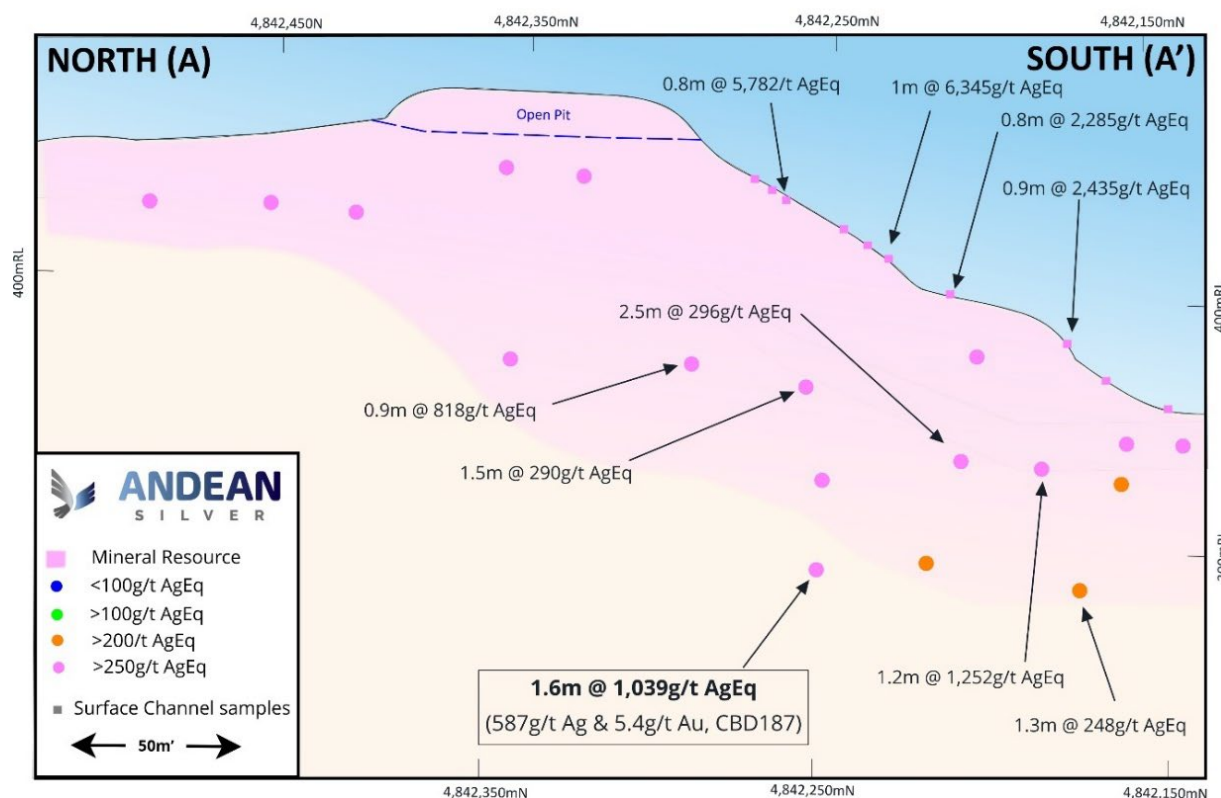 4,842,450mN
4,842,350mN
4,842,250mN
4,842,150mN
NORTH (A)
SOUTH (A’)
0.8m @ 5,782/t AgEq
1m @ 6,345g/t AgEq
Open Pit
0.8m @ 2,285g/t AgEq
0.9m @ 2,435g/t AgEq
400mRL
400mRL
2.5m @ 296g/t AgEq
0.9m @ 818g/t AgEq
1.5m @ 290g/t AgEq
ANDEAN
SILVER
Mineral Resource
<100g/t AgEq
>100g/t AgEq
>200/t AgEq
>250g/t AgEq
Surface Channel samples
50m'
1.6m @ 1,039g/t AgEq
(587g/t Ag & 5.4g/t Au, CBD187)
1.2m @ 1,252g/t AgEq
1.3m @ 248g/t AgEq
4,842,350mN
4,842,250mN
4,842,150mN